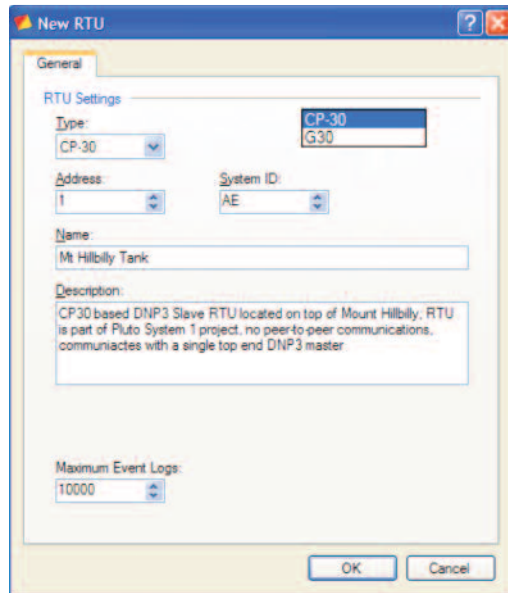 New RTU
General
RTU Settings
Type:
CP-30
CP-30
G30
Address:
1
System ID:
AE
Name:
Mt Hillbilly Tank
Description:
CP30 based DNP3 Slave RTU located on top of Mount Hillbilly, RTU
is part of Pluto System 1 project, no peer-to-peer communications,
communiactes with a single top end DNP3 master
Maximum Event Logs:
10000
OK
Cancel